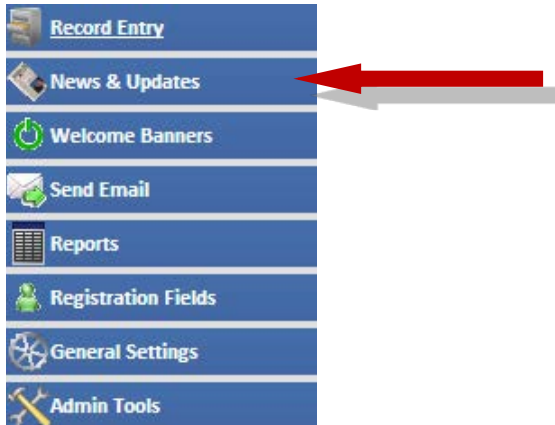 Record Entry
News & Updates
Welcome Banners
Send Email
Reports
Registration Fields
General Settings
Admin Tools